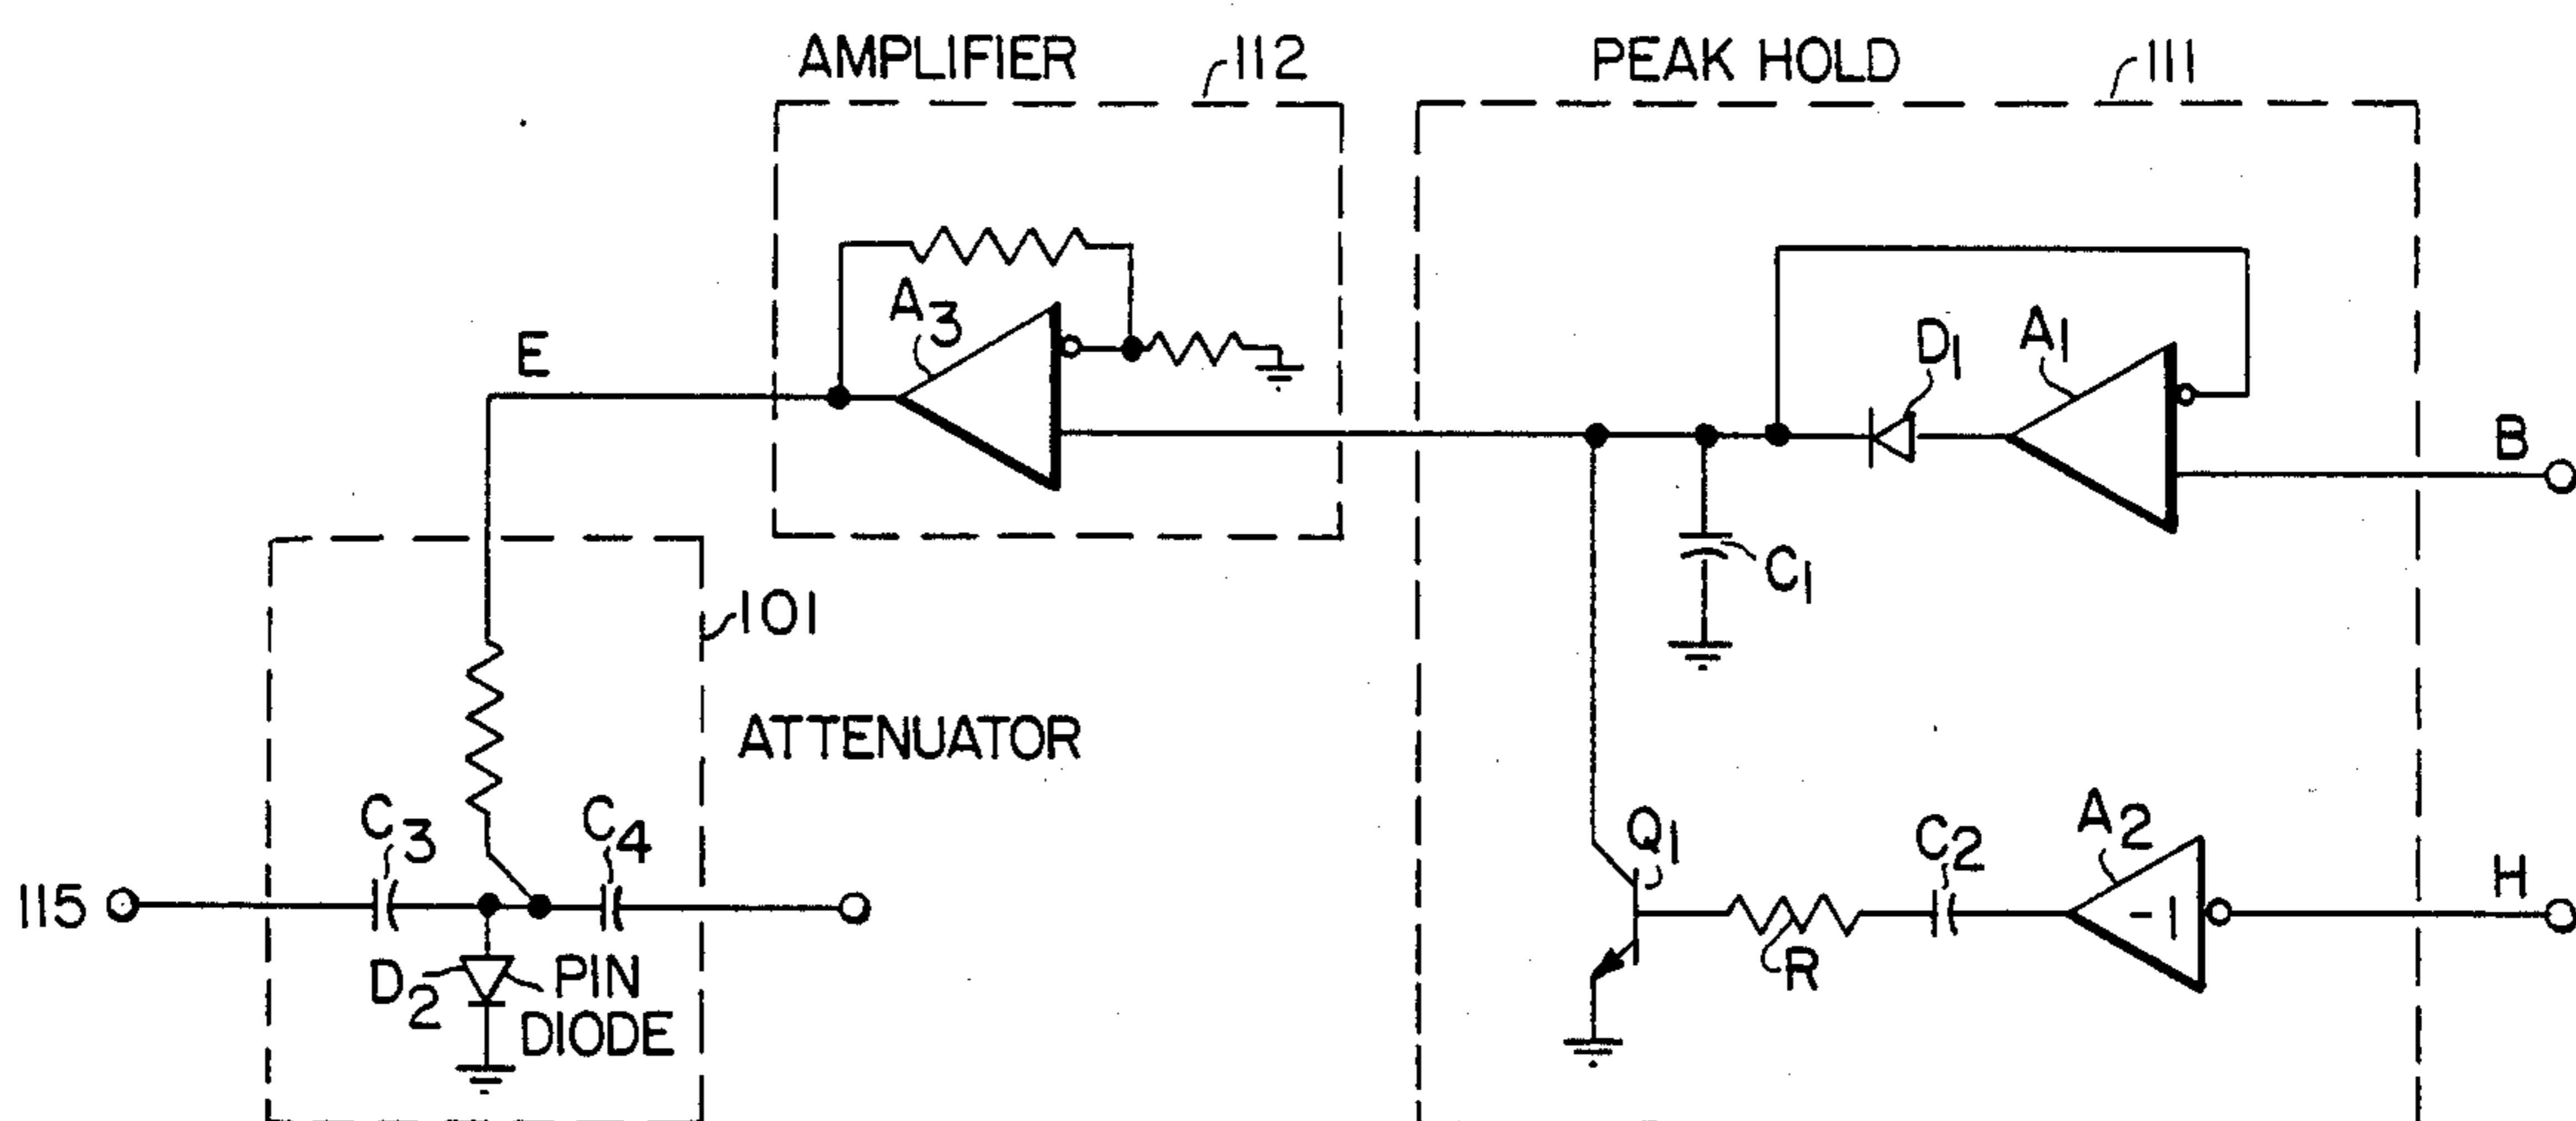 AMPLIFIER
112
PEAK HOLD
111
A3
E
D1
A1
B
C1
101
ATTENUATOR
C3
C4
Q1
C2
A2
H
115
-1
R
D2
PIN
DIODE